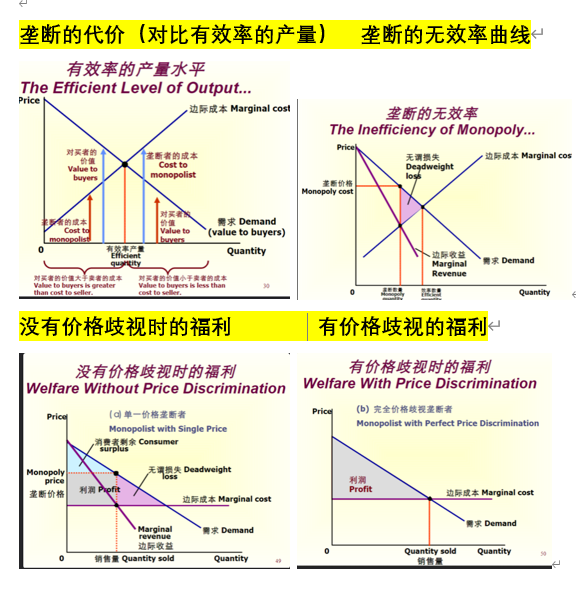 垄断的代价（对比有效率的产量） 垄断的无效率曲线
有效率的产量水平
The Efficient Level of Output...
Price
边际成本 Marginal cost
对买者的
价值
Value to
buyers
垄断者的成本
Cost to
monopolist
垄断者的成本
Cost to
monopolist
对买者的
价值
Value to
buyers
需求 Demand
(value to buyers)
0
有效率产量
Efficient
quantity
Quantity
对买者的价值大于卖者的成本
Value to buyers is greater
than cost to seller.
对买者的价值小于卖者的成本
Value to buyers is less than
cost to seller.
30
垄断的无效率
The Inefficiency of Monopoly...
Price
无谓损失
Deadweight
loss
边际成本 Marginal cos
垄断价格
Monopoly cost
边际收益
Marginal
Revenue
需求 Demand
0
垄断数量
Monopoly
效率数量
Efficient
Quantity
没有价格歧视时的福利 有价格歧视的福利
没有价格歧视时的福利
Welfare Without Price Discrimination
Price
(a) 单一价格垄断者
Monopolist with Single Price
消费者剩余 Consumer
surplus
无谓损失 Deadweight
loss
Monopoly
price
垄断价格
利润 Profit
边际成本 Marginal cost
需求 Demand
Marginal
revenue
边际收益
0
销售量 Quantity sold
Quantity
49
有价格歧视时的福利
Welfare With Price Discrimination
Price
(b) 完全价格歧视垄断者
Monopolist with Perfect Price Discrimination
利润
Profit
边际成本 Marginal cost
需求 Demand
0
Quantity sold
销售量
Quantity
50